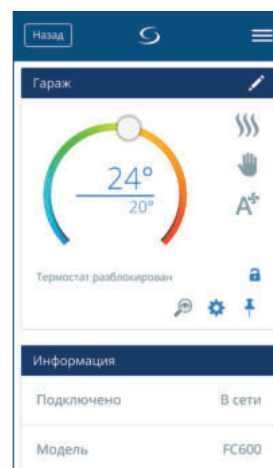 Назад
Гараж
24°
20°
A
Термостат разблокирован
Информация
Подключено В сети
Модель FC600